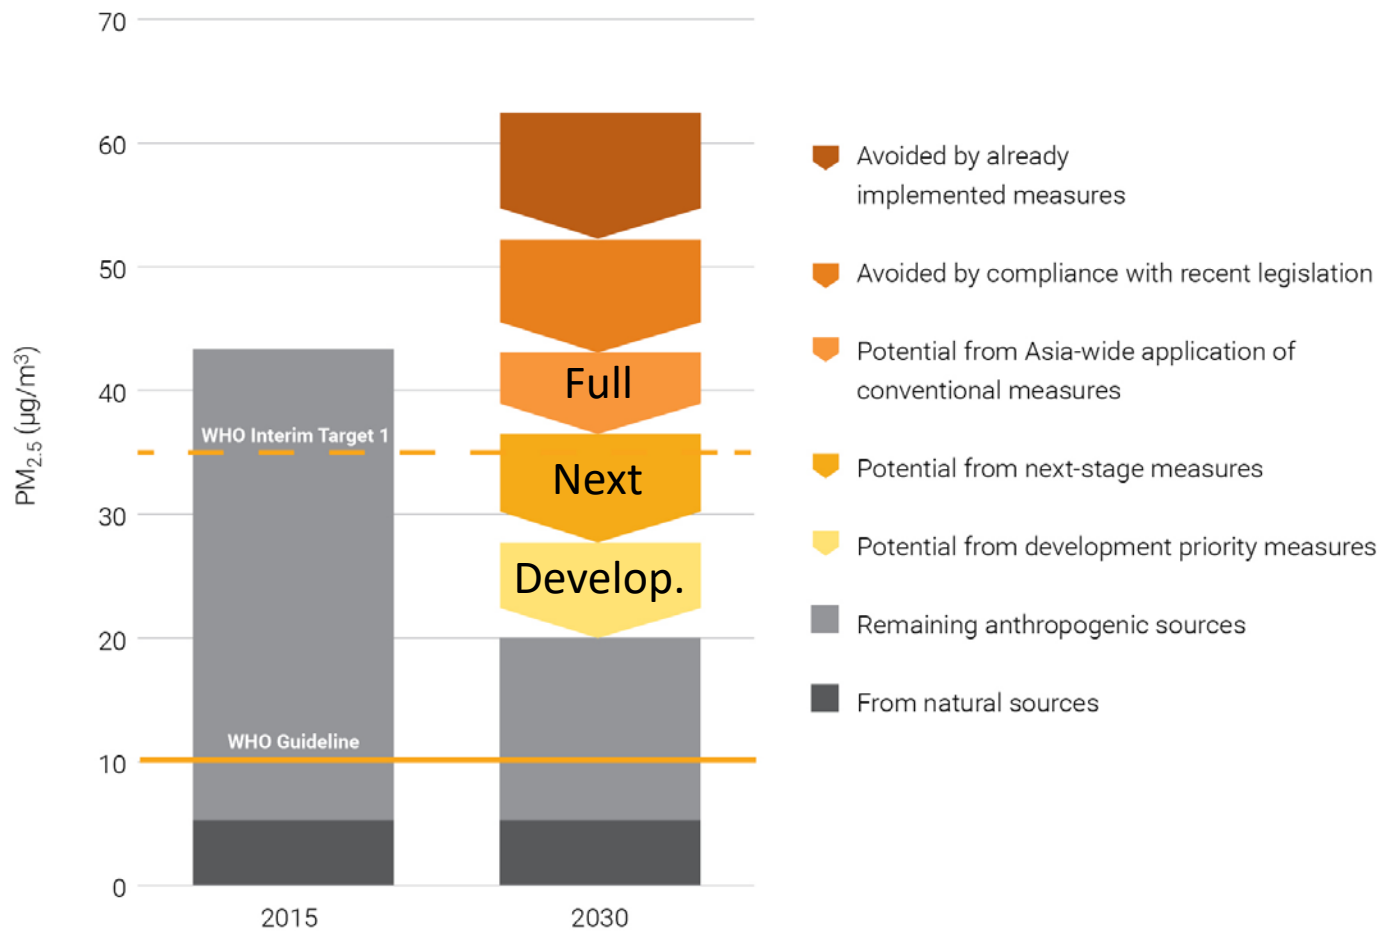 70
60
50
40
30
20
10
0
PM2.5 (µg/m³)
WHO Interim Target 1
WHO Guideline
Full
Next
Develop.
2015
2030
Avoided by already
implemented measures
Avoided by compliance with recent legislation
Potential from Asia-wide application of
conventional measures
Potential from next-stage measures
Potential from development priority measures
Remaining anthropogenic sources
From natural sources